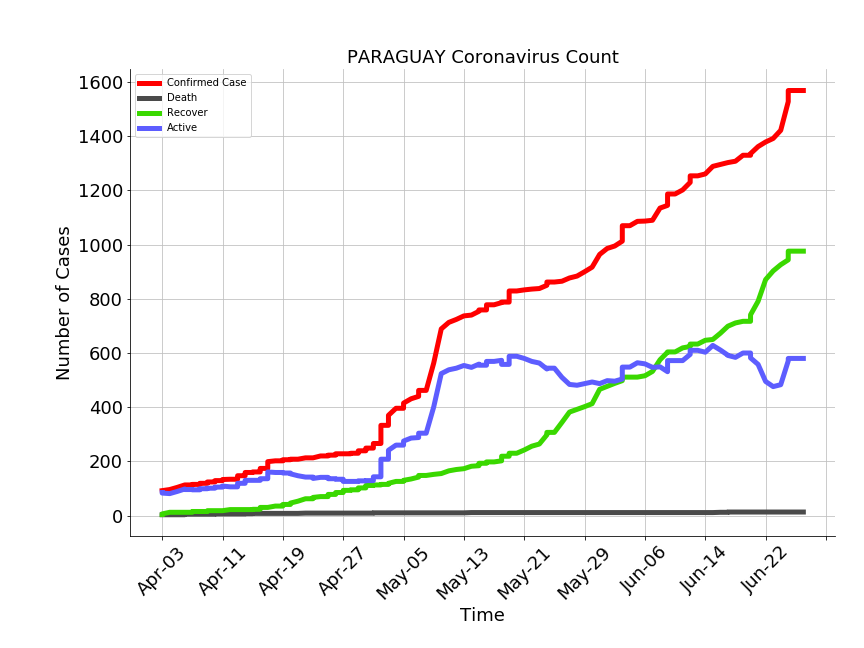 PARAGUAY Coronavirus Count
Confirmed Case
Death
Recover
Active
Number of Cases
1600
1400
1200
1000
800
600
400
200
0
Apr-03
Apr-11
Apr-19
Apr-27
May-05
May-13
May-21
May-29
Jun-06
Jun-14
Jun-22
Time